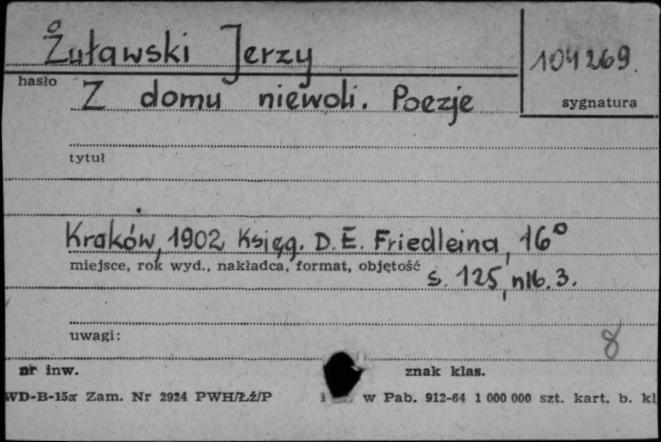 Żuławski Jerzy
104269
hasło
Z domu niewoli. Poezje
sygnatura
tytuł
Kraków, 1902, Księg. D. E. Friedleina, 16°
miejsce, rok wyd., nakładca, format, objętość
s. 125, nlb. 3.
uwagi:
8
nr inw.
znak klas.
WD-B-15a Zam. Nr 2924 PWH/ŁŻ/P w Pab. 912-64 1 000 000 szt. kart. b. kl